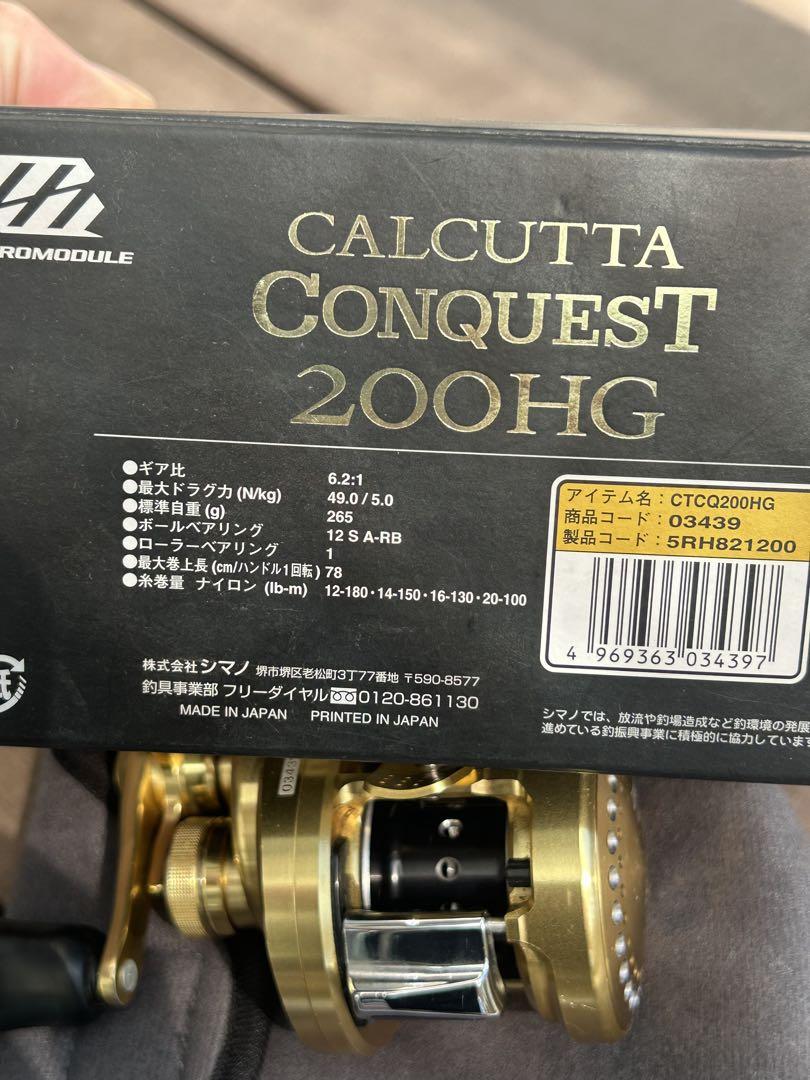 ROMODULE
CALCUTTA
CONQUEST
200HG
●ギア比 6.2:1
●最大ドラグ力 (N/kg) 49.0 / 5.0
●標準自重 (g) 265
●ボールベアリング 12 S A-RB
●ローラーベアリング 1
●最大巻上長 (cm/ハンドル1回転) 78
●糸巻量 ナイロン (lb-m) 12-180・14-150・16-130・20-100
アイテム名:CTCQ200HG
商品コード:03439
製品コード:5RH821200
4 969363 034397
株式会社シマノ 堺市堺区老松町3丁77番地 〒590-8577
釣具事業部 フリーダイヤル 0120-861130
MADE IN JAPAN PRINTED IN JAPAN
シマノでは、放流や釣場造成など釣環境の発展
進めている釣振興事業に積極的に協力しています
紙
0343